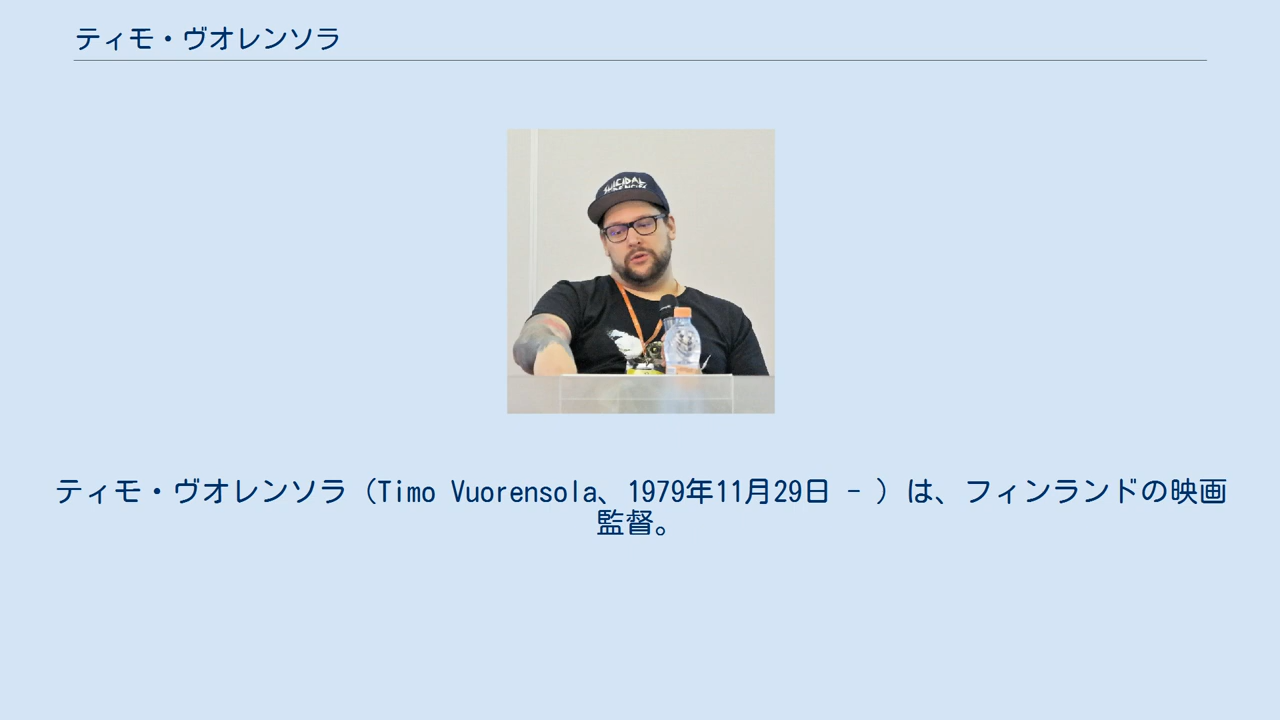 ティモ・ヴオレンソラ
SUICIDAL
ティモ・ヴオレンソラ（Timo Vuorensola、1979年11月29日 - ）は、フィンランドの映画
監督。